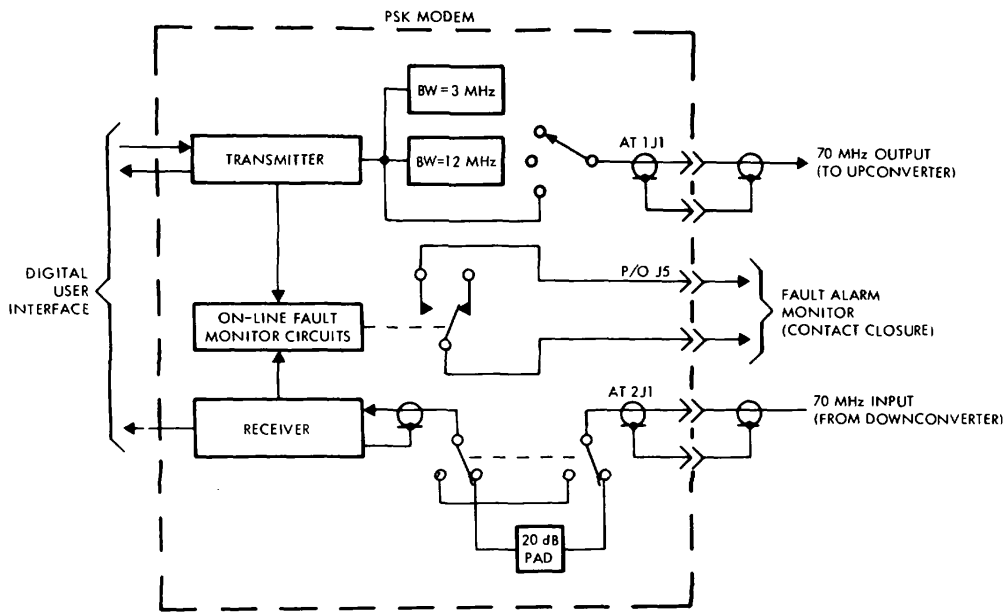 PSK MODEM
BW = 3 MHz
BW=12 MHz
TRANSMITTER
AT 1J1
70 MHz OUTPUT
(TO UPCONVERTER)
DIGITAL
USER
INTERFACE
P/O J5
ON-LINE FAULT
MONITOR CIRCUITS
FAULT ALARM
MONITOR
(CONTACT CLOSURE)
RECEIVER
AT 2J1
70 MHz INPUT
(FROM DOWNCONVERTER)
20 dB
PAD